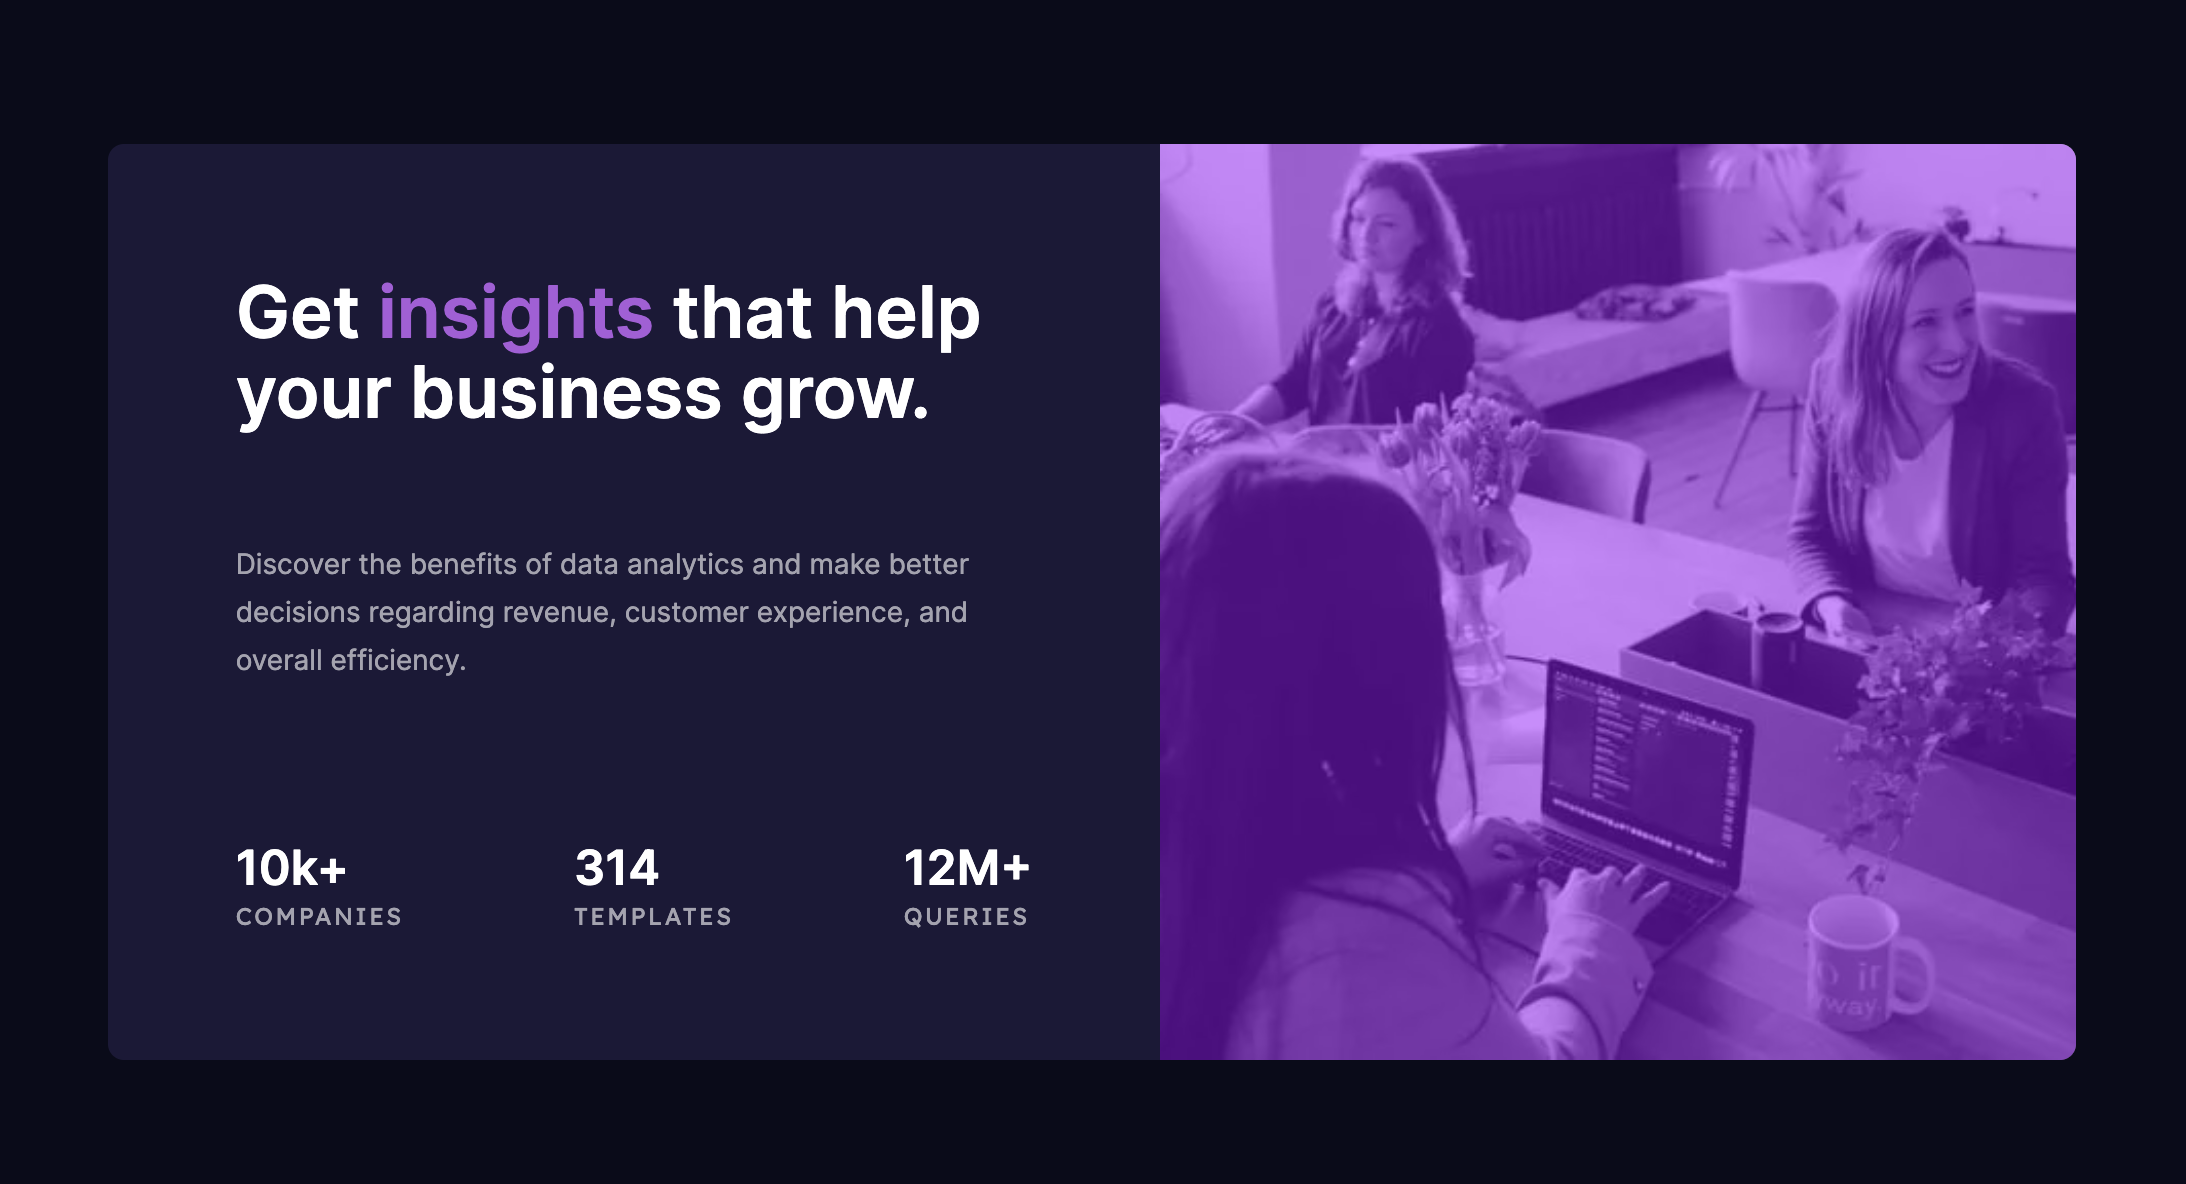 Get insights that help
your business grow.
Discover the benefits of data analytics and make better
decisions regarding revenue, customer experience, and
overall efficiency.
10k+
COMPANIES
314
TEMPLATES
12M+
QUERIES